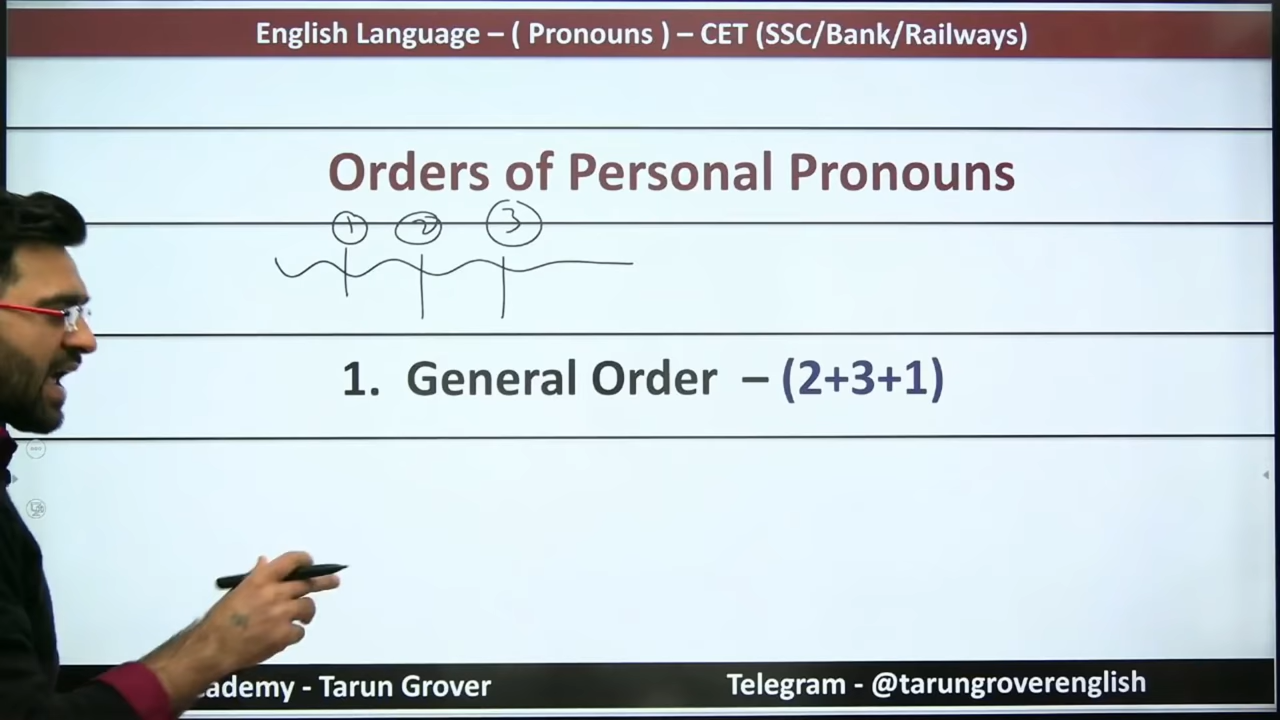 English Language – ( Pronouns ) – CET (SSC/Bank/Railways)
Orders of Personal Pronouns
1 2 3
1. General Order – (2+3+1)
cademy - Tarun Grover Telegram - @tarungroverenglish